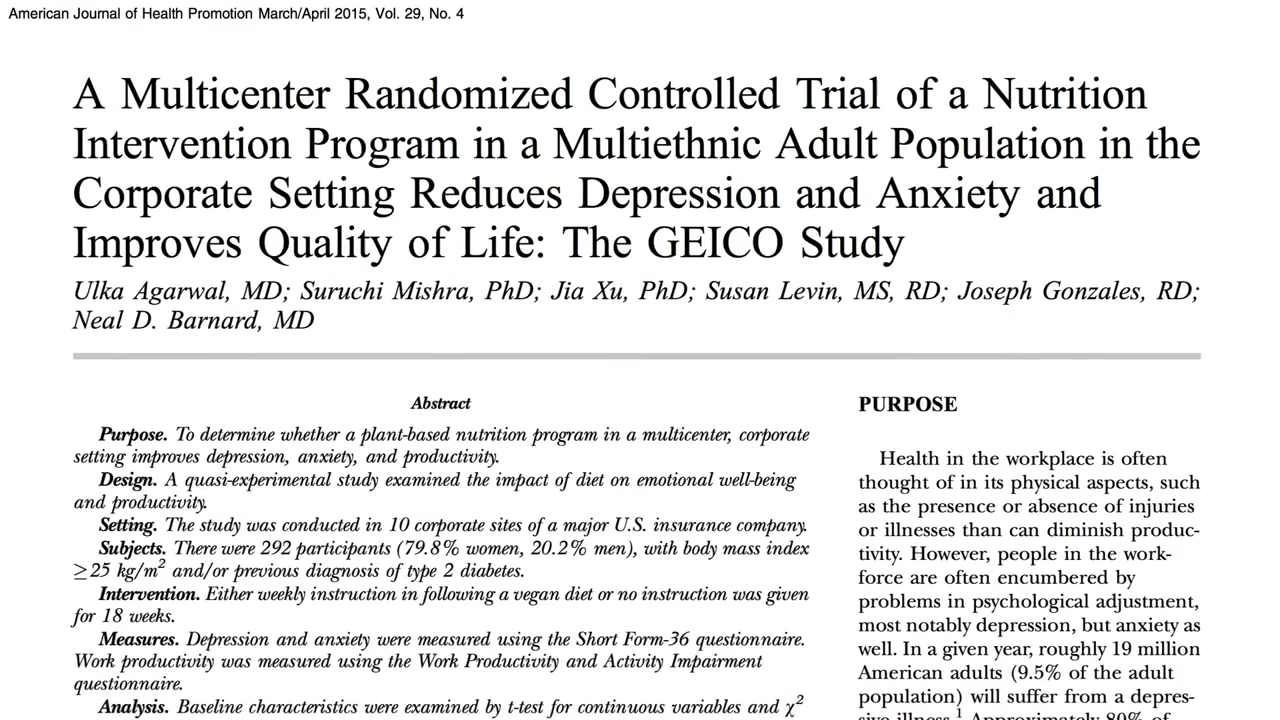 American Journal of Health Promotion March/April 2015, Vol. 29, No. 4
A Multicenter Randomized Controlled Trial of a Nutrition
Intervention Program in a Multiethnic Adult Population in the
Corporate Setting Reduces Depression and Anxiety and
Improves Quality of Life: The GEICO Study
Ulka Agarwal, MD; Suruchi Mishra, PhD; Jia Xu, PhD; Susan Levin, MS, RD; Joseph Gonzales, RD;
Neal D. Barnard, MD
Abstract
Purpose. To determine whether a plant-based nutrition program in a multicenter, corporate
setting improves depression, anxiety, and productivity.
Design. A quasi-experimental study examined the impact of diet on emotional well-being
and productivity.
Setting. The study was conducted in 10 corporate sites of a major U.S. insurance company.
Subjects. There were 292 participants (79.8% women, 20.2% men), with body mass index
≥25 kg/m² and/or previous diagnosis of type 2 diabetes.
Intervention. Either weekly instruction in following a vegan diet or no instruction was given
for 18 weeks.
Measures. Depression and anxiety were measured using the Short Form-36 questionnaire.
Work productivity was measured using the Work Productivity and Activity Impairment
questionnaire.
Analysis. Baseline characteristics were examined by t-test for continuous variables and χ²
PURPOSE
Health in the workplace is often
thought of in its physical aspects, such
as the presence or absence of injuries
or illnesses than can diminish produc-
tivity. However, people in the work-
force are often encumbered by
problems in psychological adjustment,
most notably depression, but anxiety as
well. In a given year, roughly 19 million
American adults (9.5% of the adult
population) will suffer from a depres-
sive illness.¹ Approximately 80% of